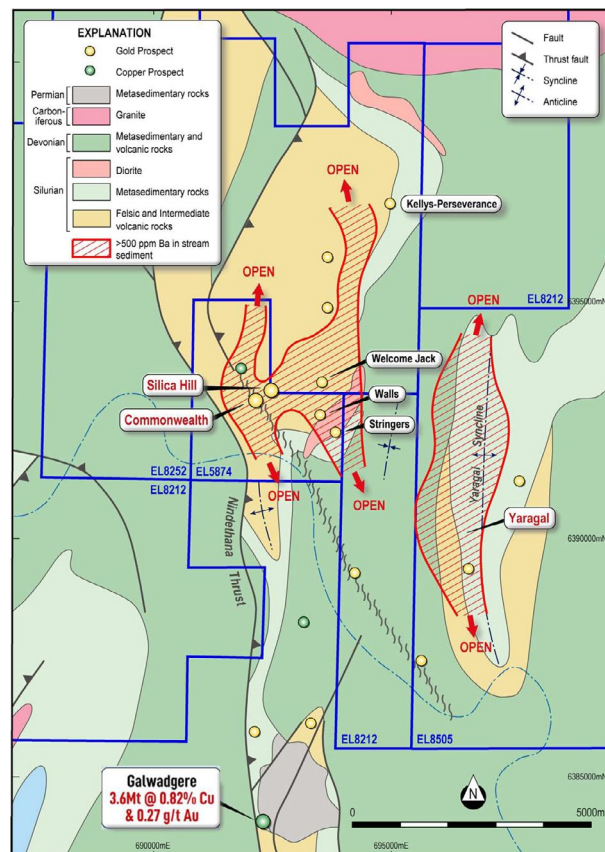 EXPLANATION
Gold Prospect
Copper Prospect
Permian
Metasedimentary rocks
Carbon-
iferous
Granite
Devonian
Metasedimentary and
volcanic rocks
Silurian
Diorite
Metasedimentary rocks
Felsic and Intermediate
volcanic rocks
>500 ppm Ba in stream
sediment
Fault
Thrust fault
Syncline
Anticline
OPEN
Kellys-Perseverance
OPEN
OPEN
EL8212
6395000mN
Welcome Jack
Silica Hill
Walls
Commonwealth
Stringers
Yaragal Syncline
EL8252
EL5874
EL8212
OPEN
OPEN
Yaragal
Nindethana Thrust
6390000mN
OPEN
EL8212
EL8505
Galwadgere
3.6Mt @ 0.82% Cu
& 0.27 g/t Au
6385000mN
N
0
5000m
690000mE
695000mE